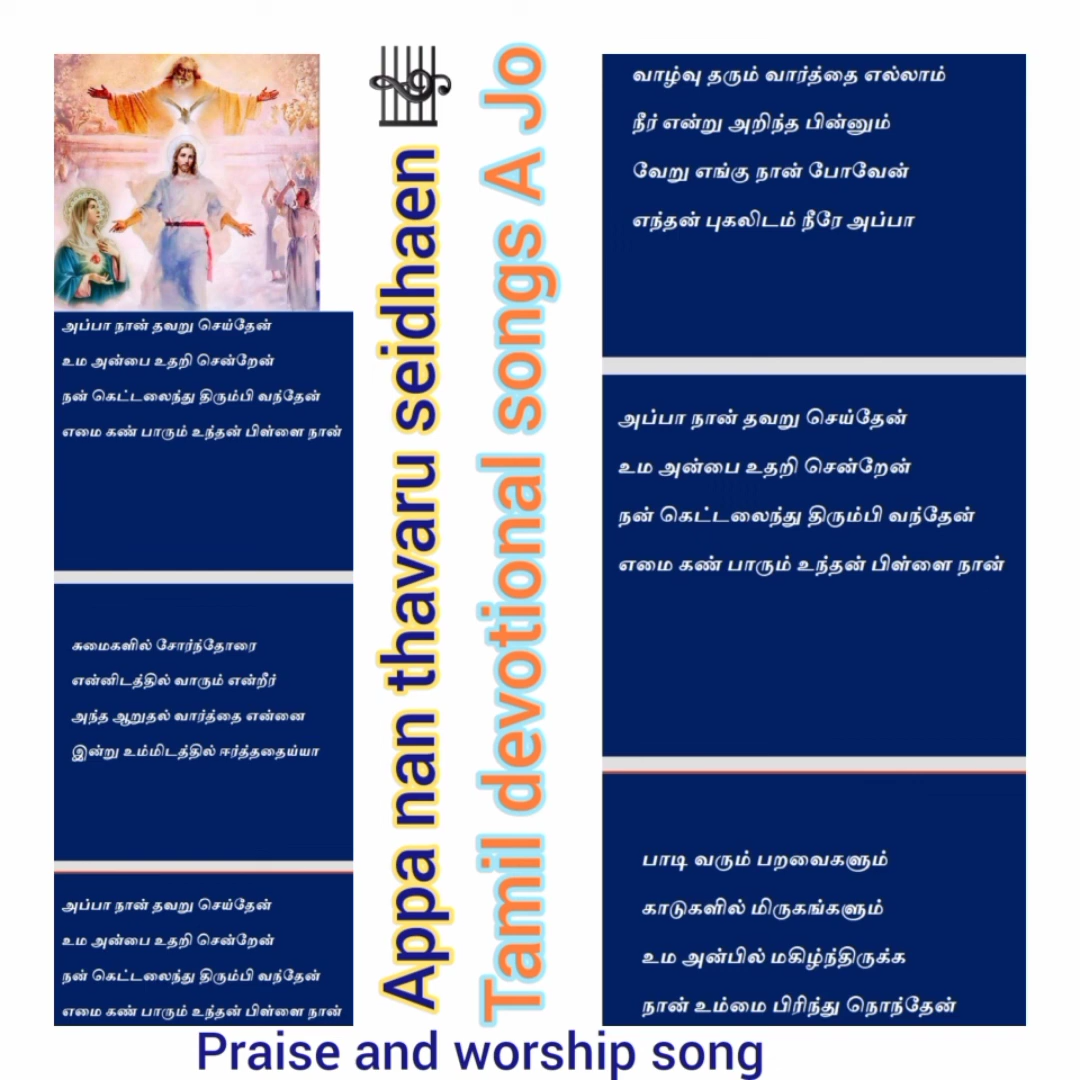 அப்பா நான் தவறு செய்தேன்
உம அன்பை உதறி சென்றேன்
நன் கெட்டலைந்து திரும்பி வந்தேன்
எமை கண் பாரும் உந்தன் பிள்ளை நான்
சுமைகளில் சோர்ந்தோரை
என்னிடத்தில் வாரும் என்றீர்
அந்த ஆறுதல் வார்த்தை என்னை
இன்று உம்மிடத்தில் ஈர்த்ததைய்யா
அப்பா நான் தவறு செய்தேன்
உம அன்பை உதறி சென்றேன்
நன் கெட்டலைந்து திரும்பி வந்தேன்
எமை கண் பாரும் உந்தன் பிள்ளை நான்
Appa nan thavaru seidhaen
Tamil devotional songs A Jo
வாழ்வு தரும் வார்த்தை எல்லாம்
நீர் என்று அறிந்த பின்னும்
வேறு எங்கு நான் போவேன்
எந்தன் புகலிடம் நீரே அப்பா
அப்பா நான் தவறு செய்தேன்
உம அன்பை உதறி சென்றேன்
நன் கெட்டலைந்து திரும்பி வந்தேன்
எமை கண் பாரும் உந்தன் பிள்ளை நான்
பாடி வரும் பறவைகளும்
காடுகளில் மிருகங்களும்
உம அன்பில் மகிழ்ந்திருக்க
நான் உம்மை பிரிந்து நொந்தேன்
Praise and worship song